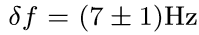 δf = (7 ± 1)Hz